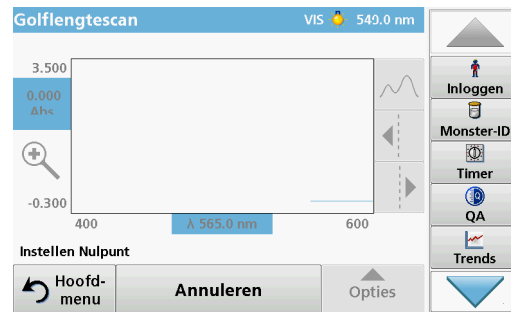 Golflengtescan VIS 549.0 nm
3.500
0.000
Abs
-0.300
400 λ 565.0 nm 600
Instellen Nulpunt
Hoofd-
menu
Annuleren
Opties
Inloggen
Monster-ID
Timer
QA
Trends